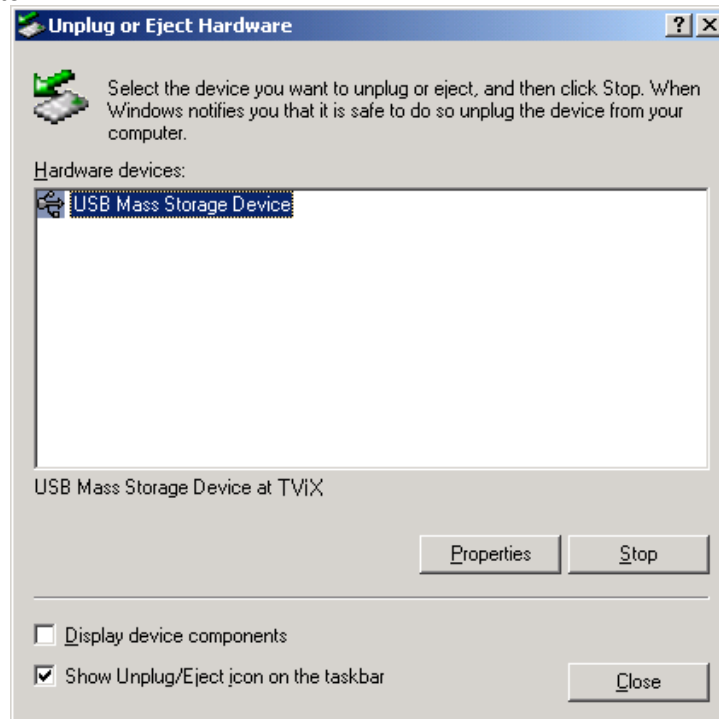 Unplug or Eject Hardware
Select the device you want to unplug or eject, and then click Stop. When
Windows notifies you that it is safe to do so unplug the device from your
computer.
Hardware devices:
USB Mass Storage Device
USB Mass Storage Device at TViX
Properties Stop
Display device components
Show Unplug/Eject icon on the taskbar
Close